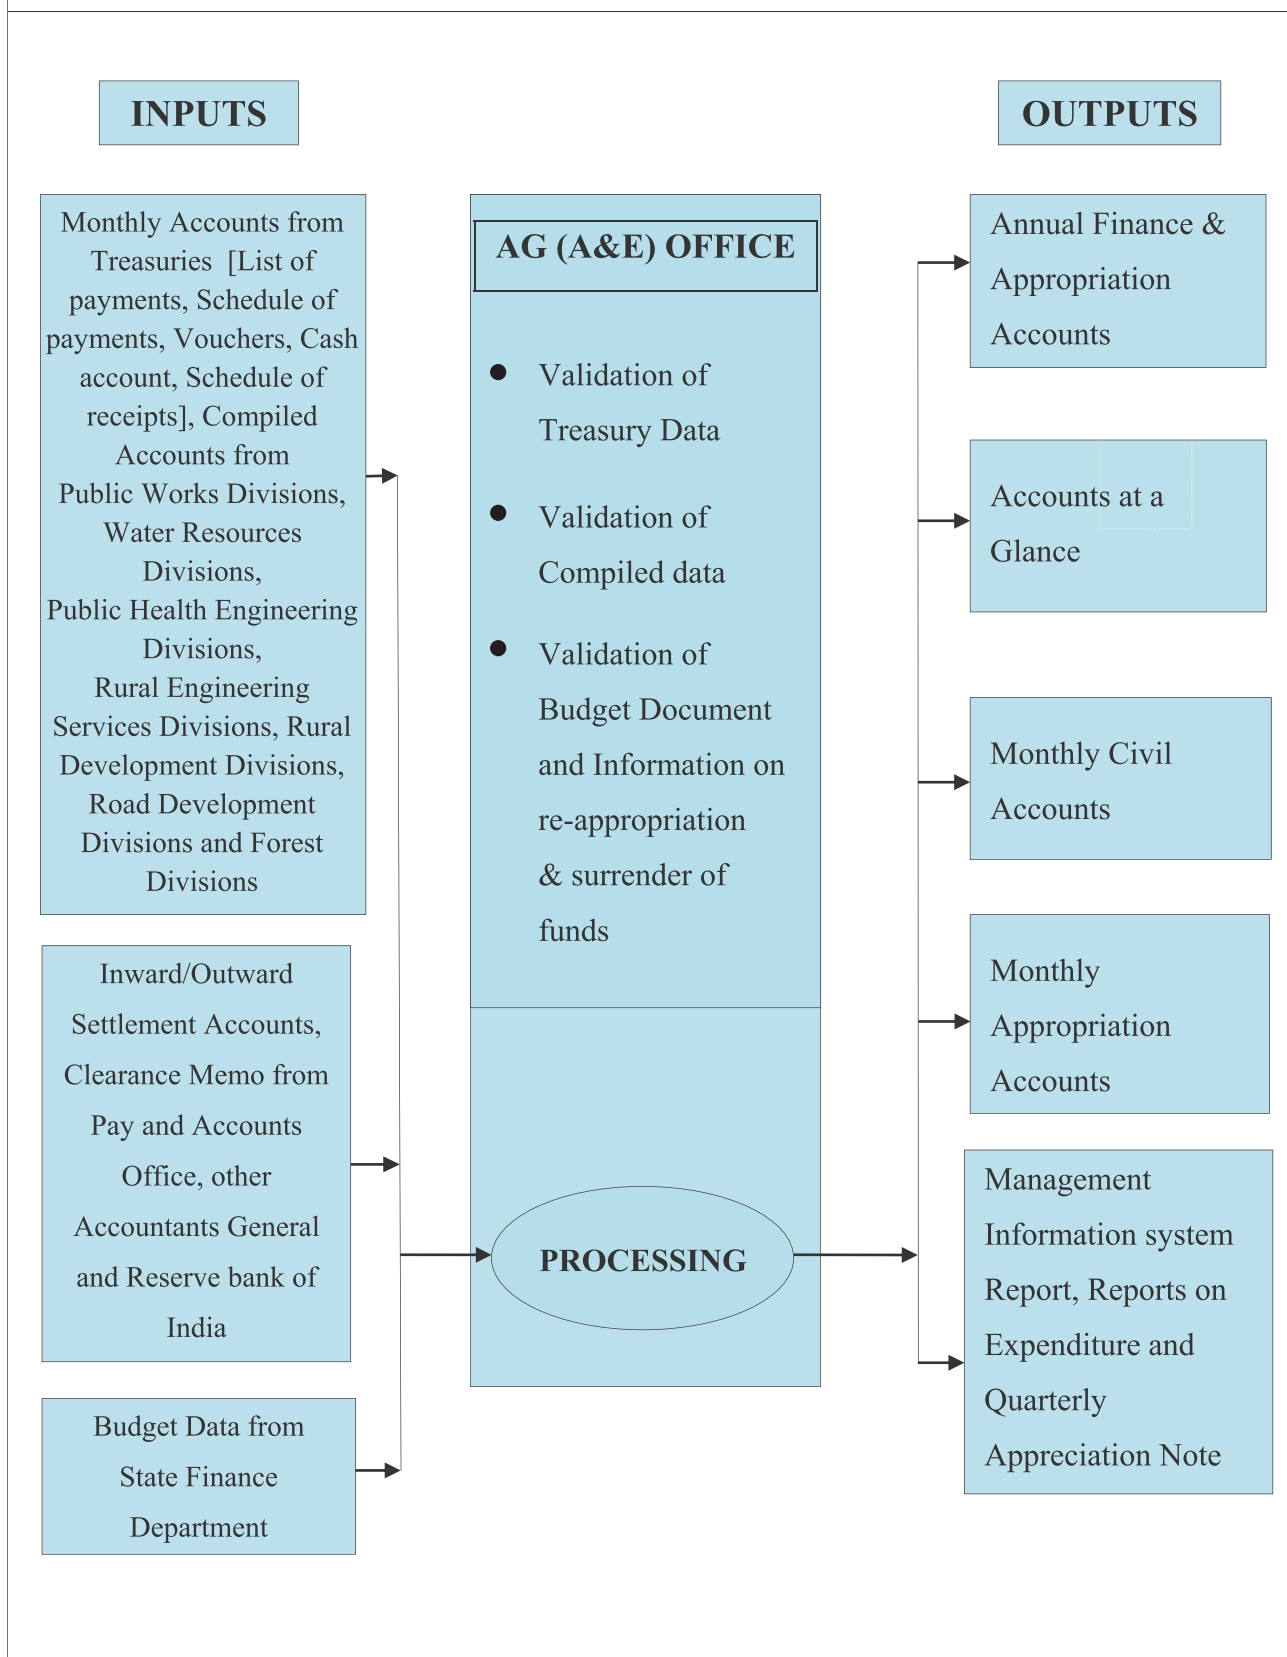 INPUTS
OUTPUTS
Monthly Accounts from
Treasuries [List of
payments, Schedule of
payments, Vouchers, Cash
account, Schedule of
receipts], Compiled
Accounts from
Public Works Divisions,
Water Resources
Divisions,
Public Health Engineering
Divisions,
Rural Engineering
Services Divisions, Rural
Development Divisions,
Road Development
Divisions and Forest
Divisions
Inward/Outward
Settlement Accounts,
Clearance Memo from
Pay and Accounts
Office, other
Accountants General
and Reserve bank of
India
Budget Data from
State Finance
Department
AG (A&E) OFFICE
● Validation of
Treasury Data
● Validation of
Compiled data
● Validation of
Budget Document
and Information on
re-appropriation
& surrender of
funds
PROCESSING
Annual Finance &
Appropriation
Accounts
Accounts at a
Glance
Monthly Civil
Accounts
Monthly
Appropriation
Accounts
Management
Information system
Report, Reports on
Expenditure and
Quarterly
Appreciation Note